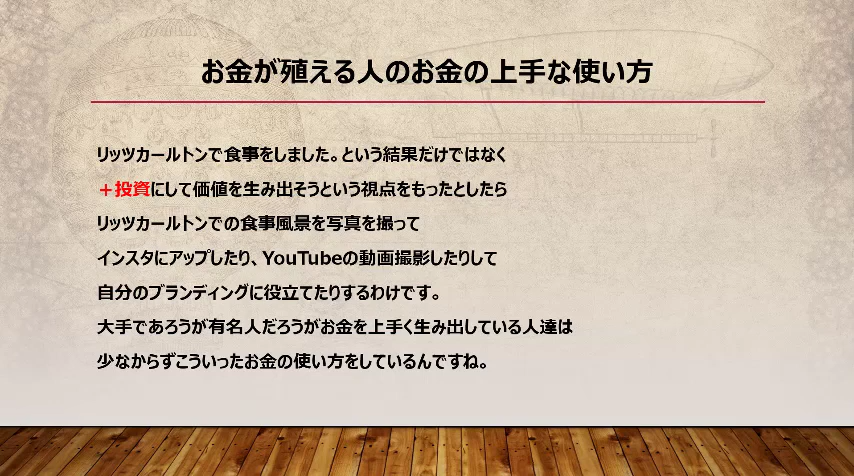 お金が殖える人のお金の上手な使い方
リッツカールトンで食事をしました。という結果だけではなく
＋投資にして価値を生み出そうという視点をもったとしたら
リッツカールトンでの食事風景を写真を撮って
インスタにアップしたり、YouTubeの動画撮影したりして
自分のブランディングに役立てたりするわけです。
大手であろうが有名人だろうがお金を上手く生み出している人達は
少なからずこういったお金の使い方をしているんですね。